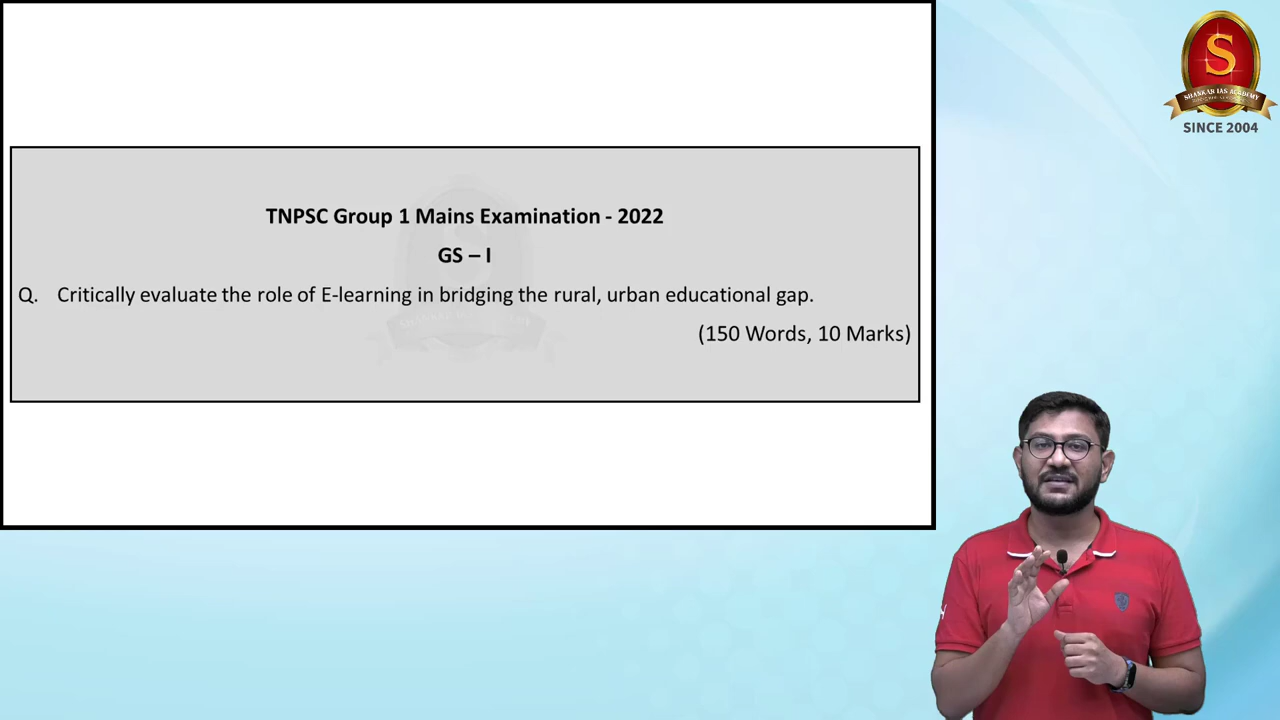 TNPSC Group 1 Mains Examination - 2022
GS – I
Q. Critically evaluate the role of E-learning in bridging the rural, urban educational gap.
(150 Words, 10 Marks)
S
SHANKAR IAS ACADEMY
SINCE 2004